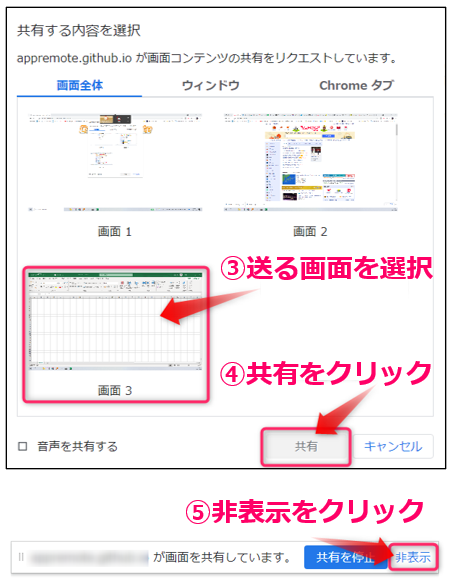 共有する内容を選択
appremote.github.io が画面コンテンツの共有をリクエストしています。
画面全体 ウィンドウ Chrome タブ
画面 1 画面 2
③送る画面を選択
画面 3
④共有をクリック
音声を共有する 共有 キャンセル
⑤非表示をクリック
が画面を共有しています。 共有を停止 非表示